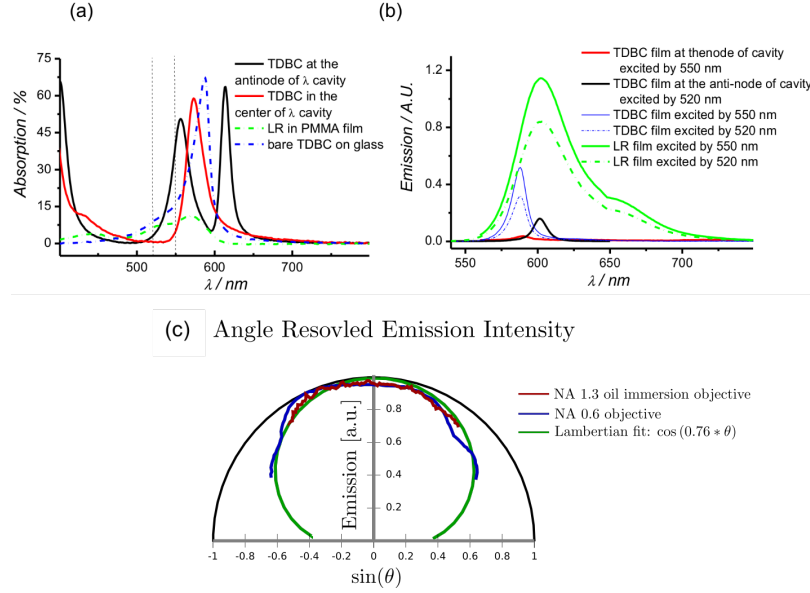 (a)
Absorption / %
75
60
45
30
15
0
500
600
700
λ / nm
TDBC at the
antinode of λ cavity
TDBC in the
center of λ cavity
LR in PMMA film
bare TDBC on glass
(b)
Emission / A.U.
1.2
0.8
0.4
0.0
550
600
650
700
λ / nm
TDBC film at thenode of cavity
excited by 550 nm
TDBC film at the anti-node of cavity
excited by 520 nm
TDBC film excited by 550 nm
TDBC film excited by 520 nm
LR film excited by 550 nm
LR film excited by 520 nm
(c) Angle Resovled Emission Intensity
Emission [a.u.]
0.8
0.6
0.4
0.2
-1 -0.8 -0.6 -0.4 -0.2 0 0.2 0.4 0.6 0.8 1
sin(θ)
NA 1.3 oil immersion objective
NA 0.6 objective
Lambertian fit: cos (0.76 * θ)